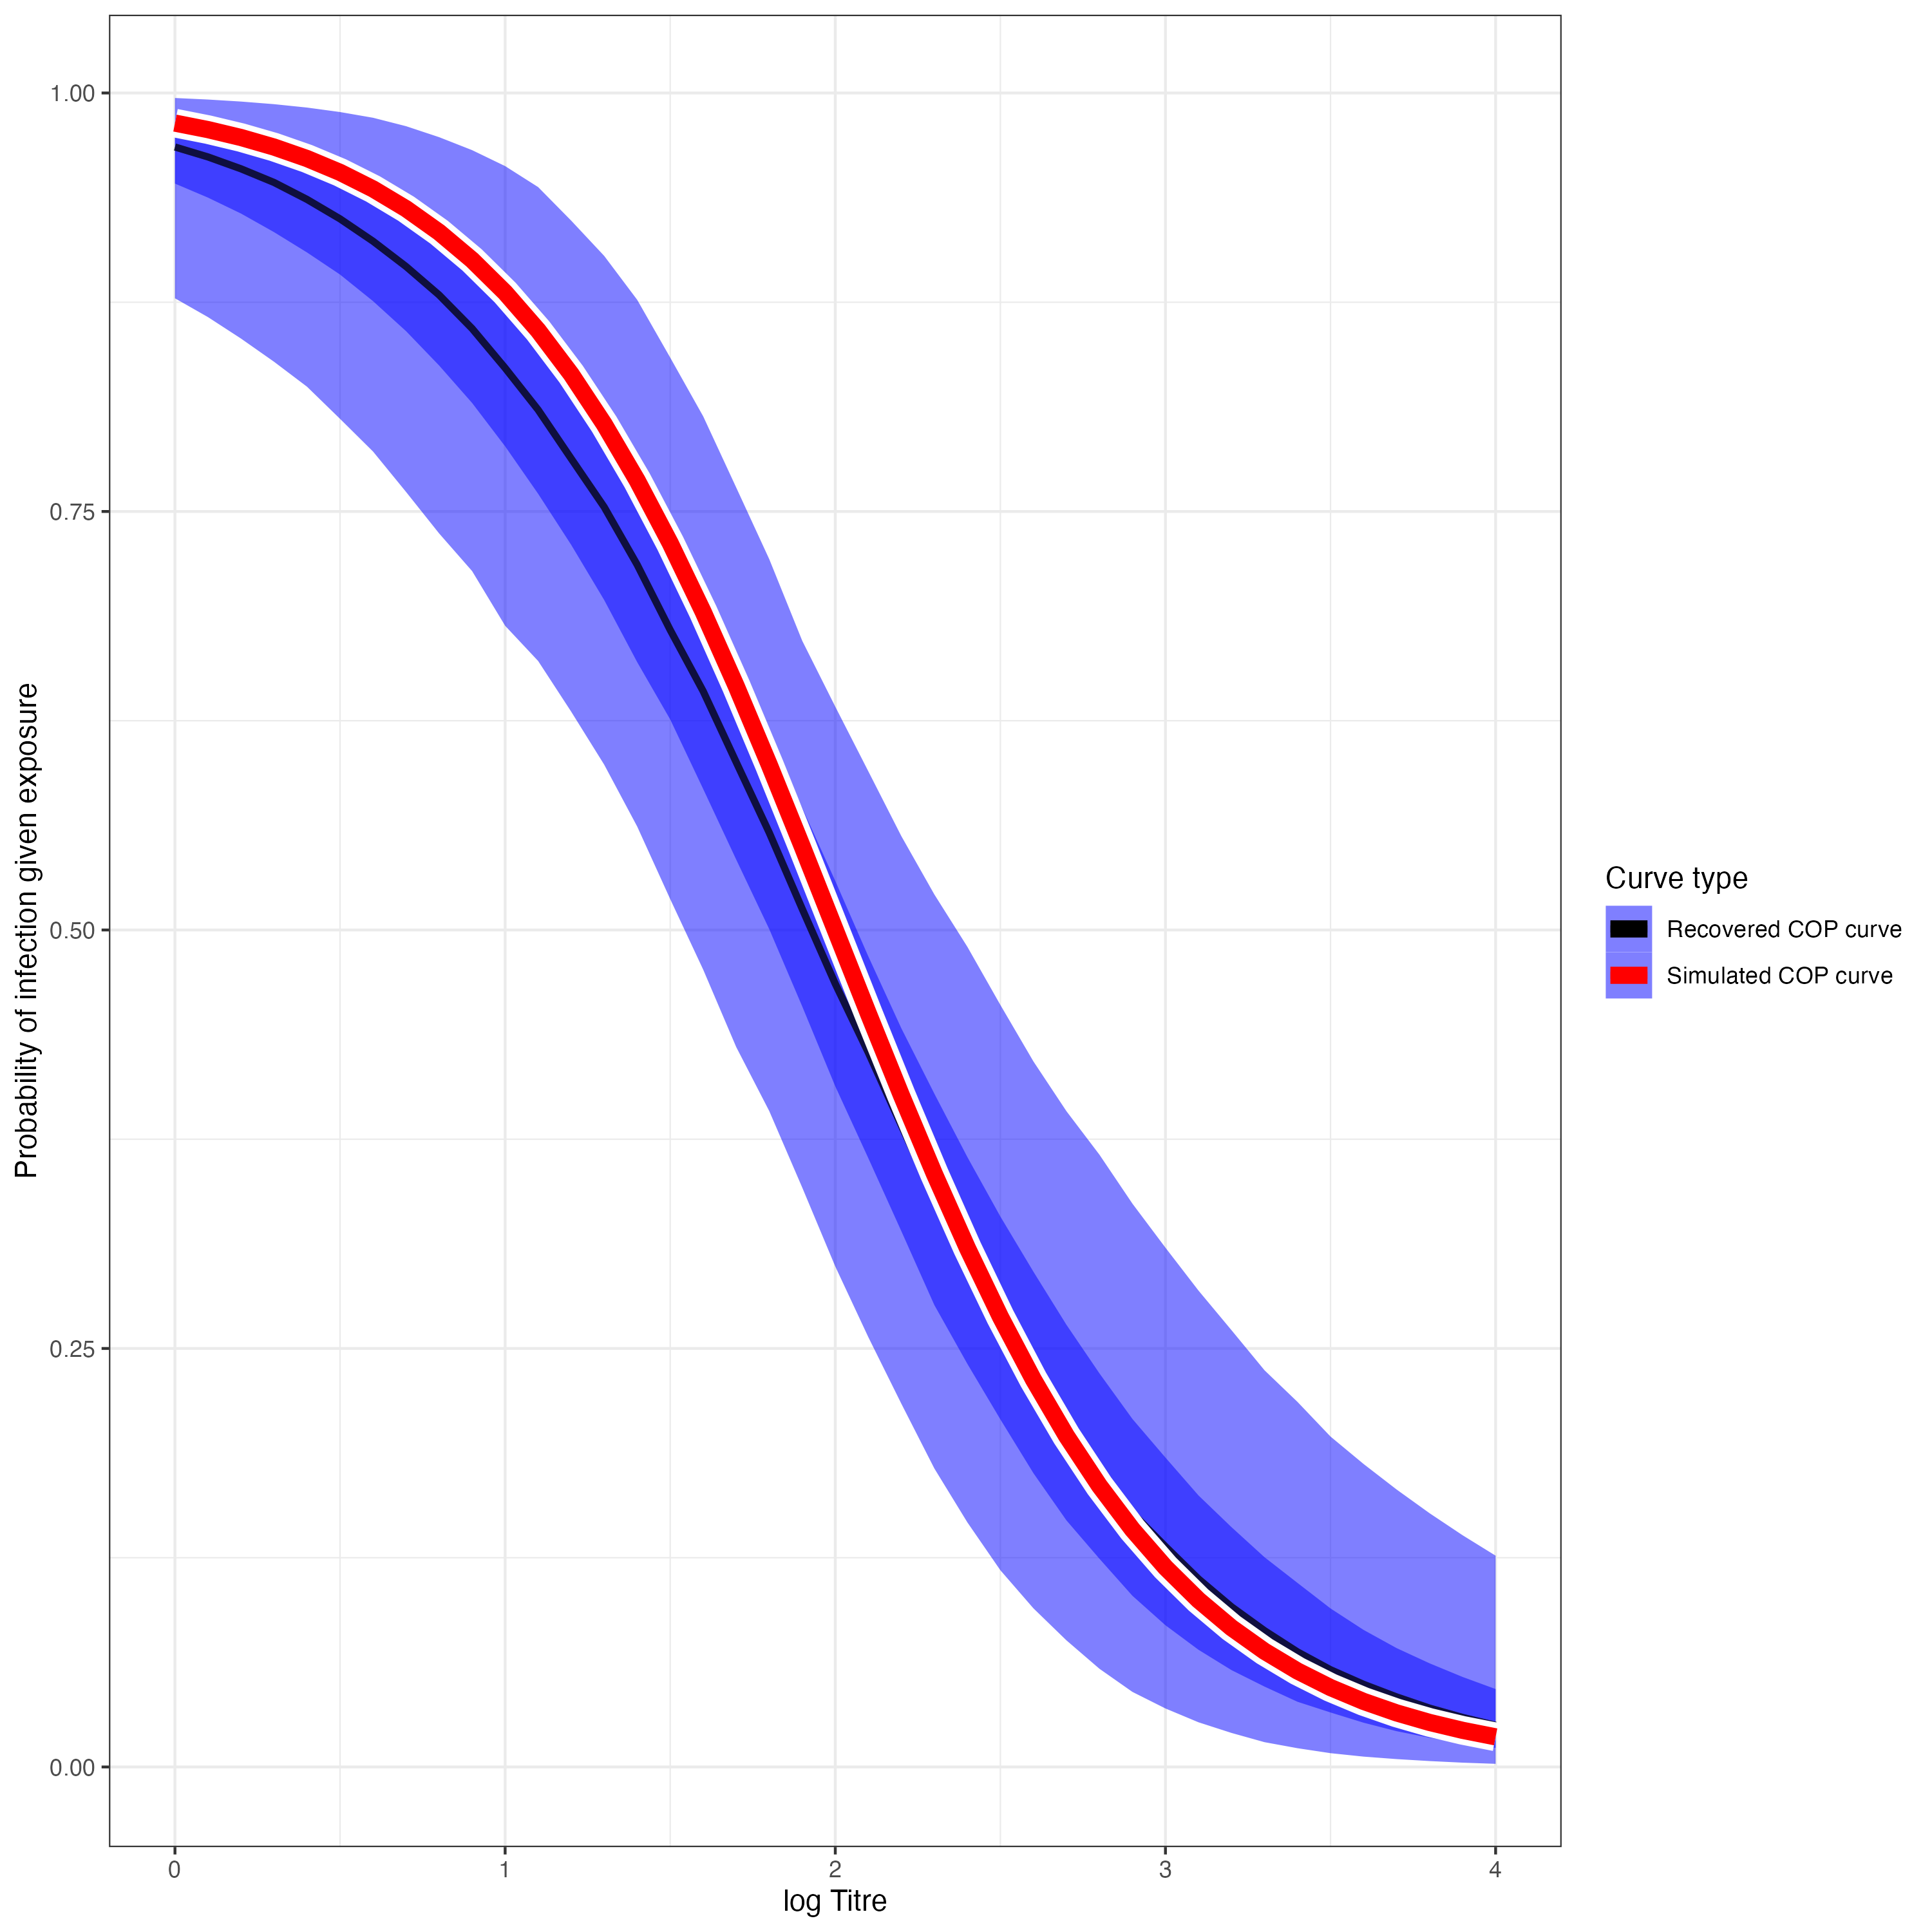 Probability of infection given exposure
1.00
0.75
0.50
0.25
0.00
0
1
2
3
4
log Titre
Curve type
Recovered COP curve
Simulated COP curve